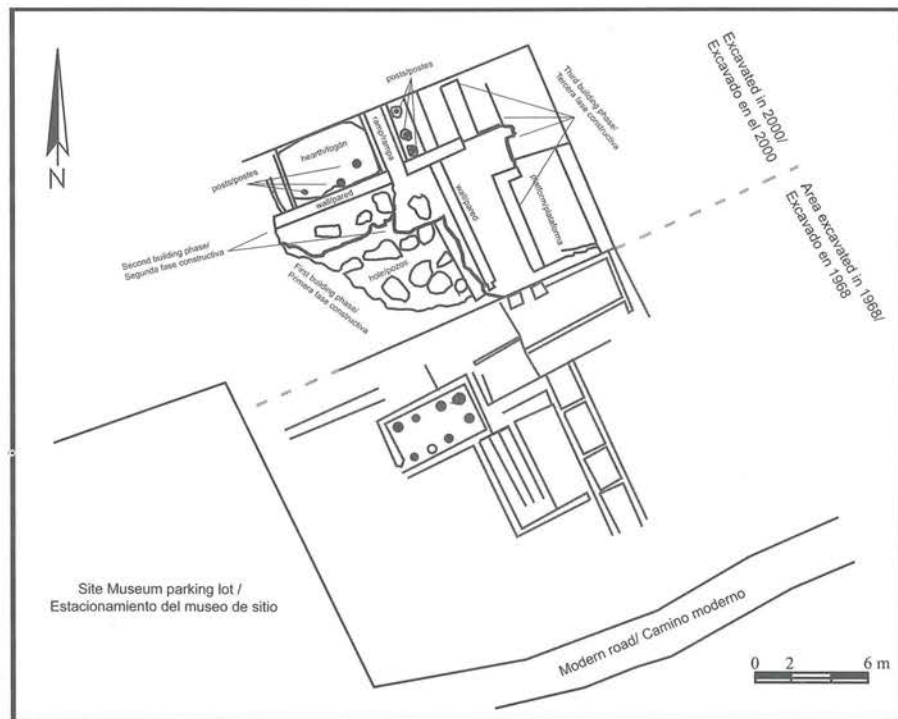 Excavated in 2000/
Excavado en el 2000
Area excavated in 1968/
Excavado en 1968
N
posts/postes
Third building phase/
Tercera fase constructiva
ramp/rampa
hearth/fogón
posts/postes
wall/pared
wall/pared
platform/plataforma
Second building phase/
Segunda fase constructiva
hole/pozos
First building phase/
Primera fase constructiva
Site Museum parking lot /
Estacionamiento del museo de sitio
Modern road/ Camino moderno
0 2 6 m